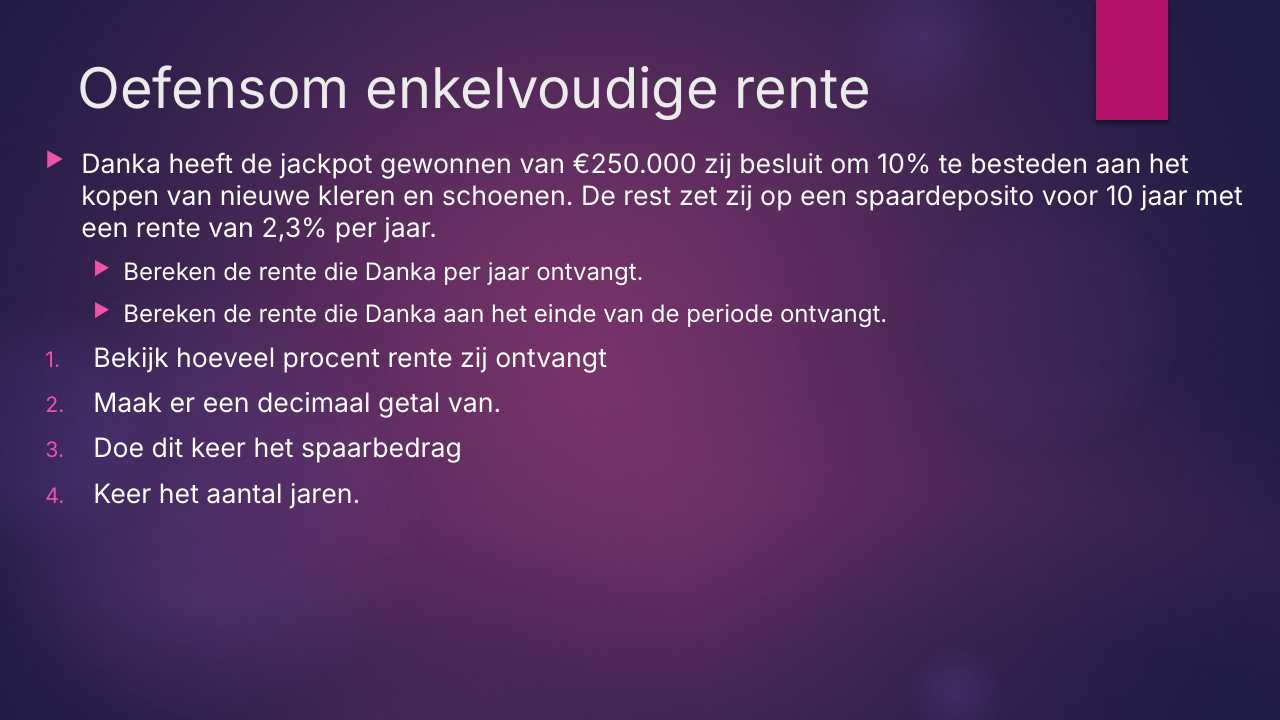 Oefensom enkelvoudige rente
Danka heeft de jackpot gewonnen van €250.000 zij besluit om 10% te besteden aan het
kopen van nieuwe kleren en schoenen. De rest zet zij op een spaardeposito voor 10 jaar met
een rente van 2,3% per jaar.
Bereken de rente die Danka per jaar ontvangt.
Bereken de rente die Danka aan het einde van de periode ontvangt.
1. Bekijk hoeveel procent rente zij ontvangt
2. Maak er een decimaal getal van.
3. Doe dit keer het spaarbedrag
4. Keer het aantal jaren.